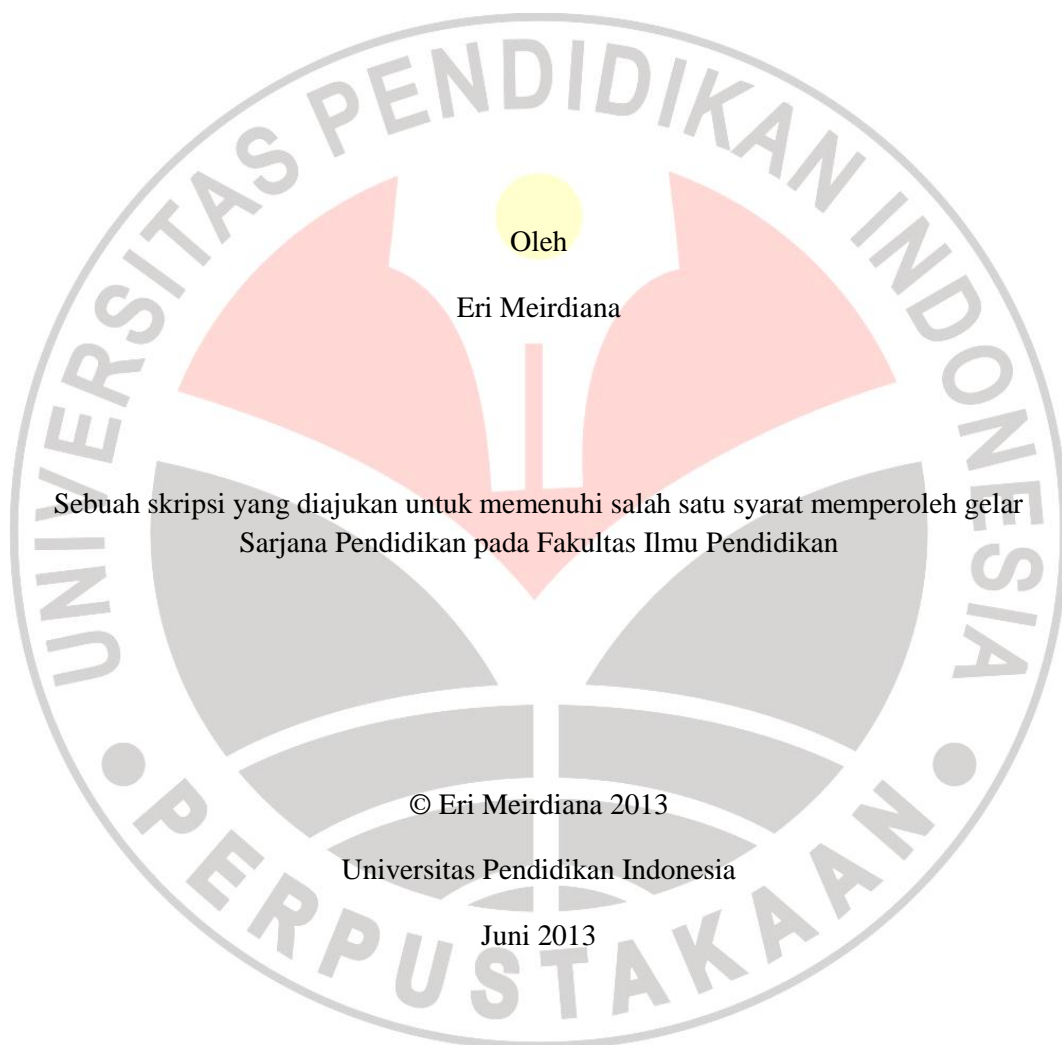 UNIVERSITAS PENDIDIKAN INDONESIA
Oleh
Eri Meirdiana
Sebuah skripsi yang diajukan untuk memenuhi salah satu syarat memperoleh gelar
Sarjana Pendidikan pada Fakultas Ilmu Pendidikan
© Eri Meirdiana 2013
Universitas Pendidikan Indonesia
Juni 2013
PERPUSTAKAAN